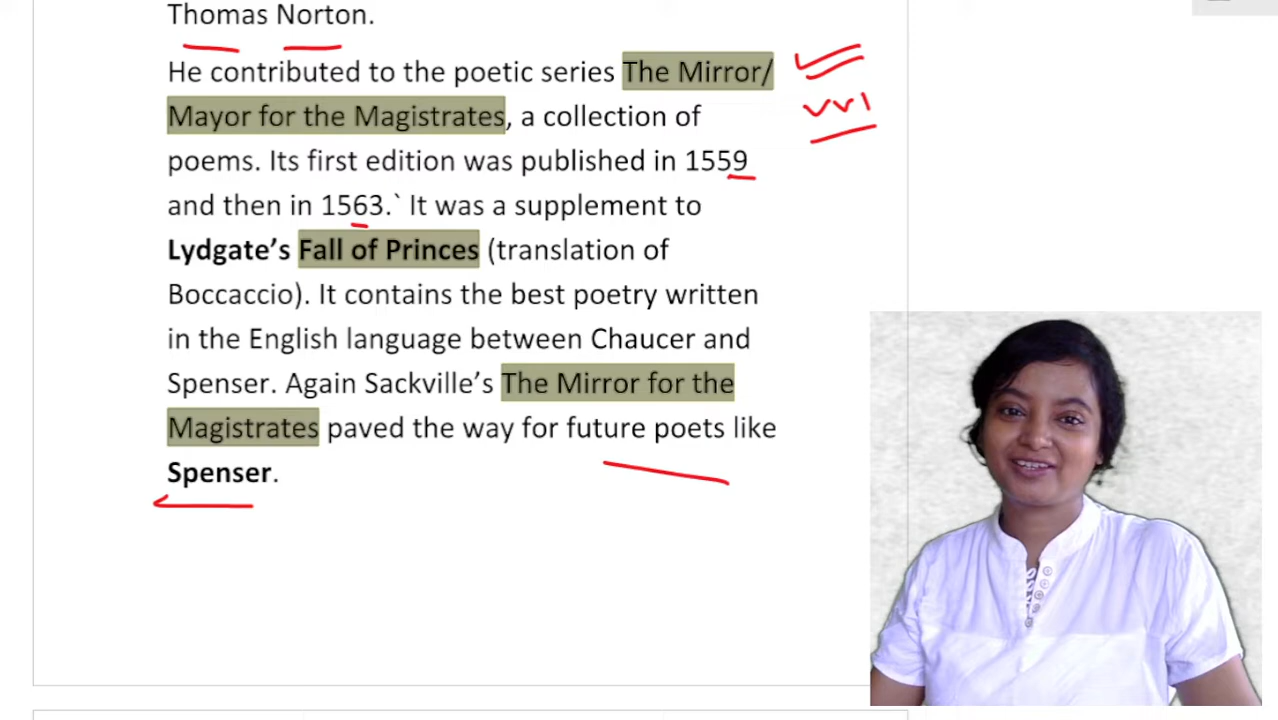 Thomas Norton.
He contributed to the poetic series The Mirror/
Mayor for the Magistrates, a collection of
poems. Its first edition was published in 1559
and then in 1563.` It was a supplement to
Lydgate’s Fall of Princes (translation of
Boccaccio). It contains the best poetry written
in the English language between Chaucer and
Spenser. Again Sackville’s The Mirror for the
Magistrates paved the way for future poets like
Spenser.
VVI